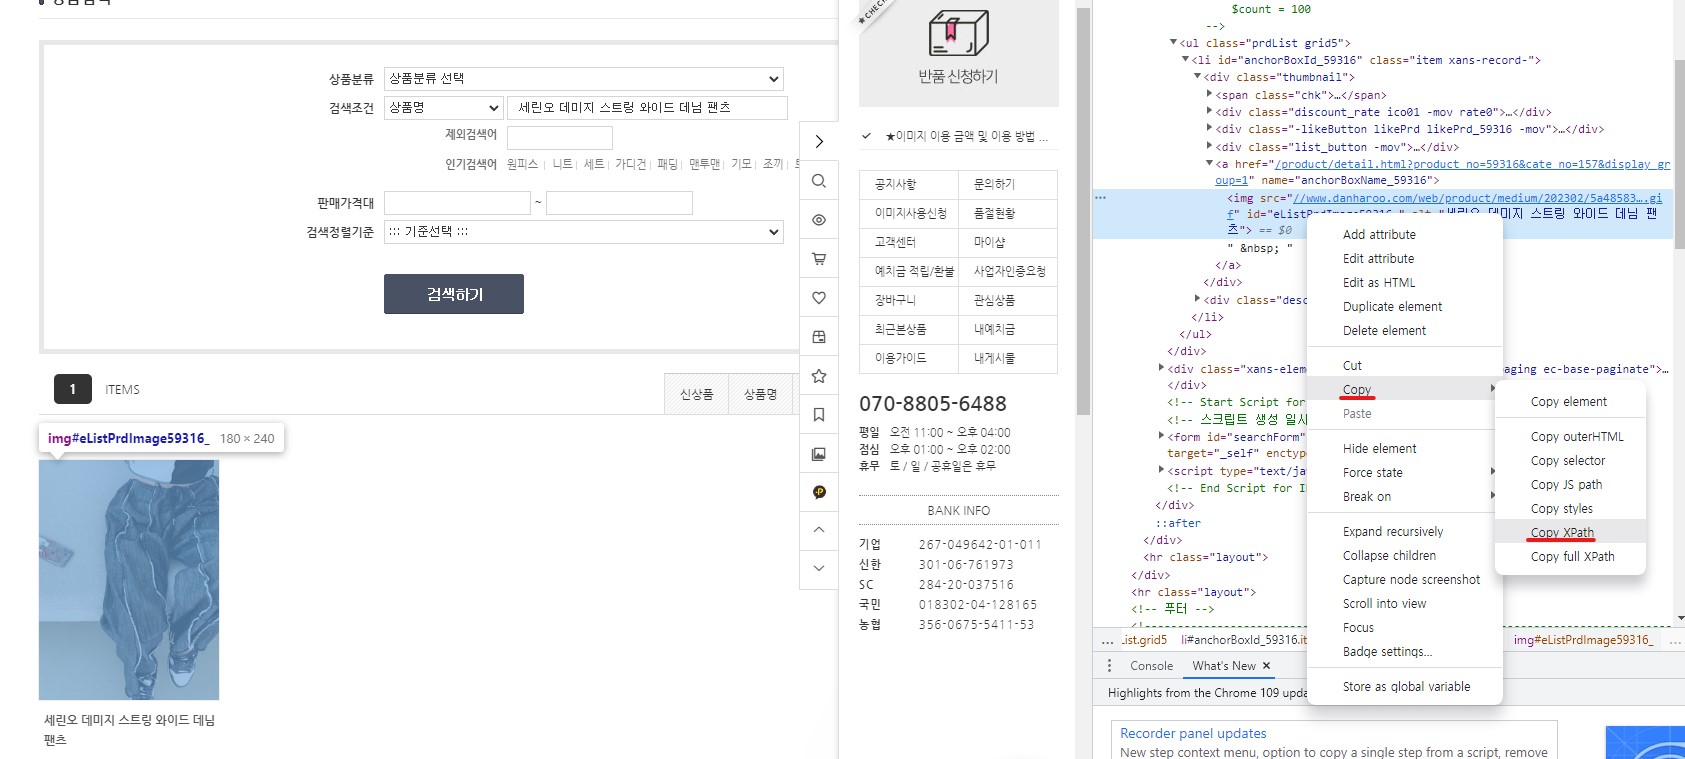 상품분류
상품분류 선택
검색조건
상품명
세린오 데미지 스트링 와이드 데님 팬츠
제외검색어
인기검색어
원피스
니트
세트
가디건
패딩
맨투맨
기모
조끼
판매가격대
~
검색정렬기준
::: 기준선택 :::
검색하기
1
ITEMS
신상품
상품명
img#eListPrdImage59316_ 180 × 240
세린오 데미지 스트링 와이드 데님
팬츠
★CHECK
반품 신청하기
★이미지 이용 금액 및 이용 방법 ...
공지사항
문의하기
이미지사용신청
품절현황
고객센터
마이샵
예치금 적립/환불
사업자인증요청
장바구니
관심상품
최근본상품
내예치금
이용가이드
내게시물
070-8805-6488
평일 오전 11:00 ~ 오후 04:00
점심 오후 01:00 ~ 오후 02:00
휴무 토 / 일 / 공휴일은 휴무
BANK INFO
기업 267-049642-01-011
신한 301-06-761973
SC 284-20-037516
국민 018302-04-128165
농협 356-0675-5411-53
$count = 100
-->
<ul class="prdList grid5">
<li id="anchorBoxId_59316" class="item xans-record-">
<div class="thumbnail">
<span class="chk">…</span>
<div class="discount_rate ico01 -mov rate0">…</div>
<div class="-likeButton likePrd likePrd_59316 -mov">…</div>
<div class="list_button -mov">…</div>
<a href="/product/detail.html?product_no=59316&cate_no=157&display_gr
oup=1" name="anchorBoxName_59316">
<img src="//www.danharoo.com/web/product/medium/202302/5a48583….gi
f" id="eListPrdImage59316_" alt="세린오 데미지 스트링 와이드 데님 팬
츠"> == $0
" &nbsp; "
</a>
</div>
<div class="desc
</li>
</ul>
</div>
<div class="xans-elem
aging ec-base-paginate">…
</div>
<!-- Start Script for
<!-- 스크립트 생성 일시
<form id="searchForm"
target="_self" enctyp
<script type="text/ja
<!-- End Script for I
</div>
::after
</div>
<hr class="layout">
</div>
<hr class="layout">
<!-- 푸터 -->
Add attribute
Edit attribute
Edit as HTML
Duplicate element
Delete element
Cut
Copy
Paste
Hide element
Force state
Break on
Expand recursively
Collapse children
Capture node screenshot
Scroll into view
Focus
Badge settings...
Store as global variable
Copy element
Copy outerHTML
Copy selector
Copy JS path
Copy styles
Copy XPath
Copy full XPath
... .ist.grid5 li#anchorBoxId_59316.it img#eListPrdImage59316_ ...
Console What's New ×
Highlights from the Chrome 109 upda
Recorder panel updates
New step context menu, option to copy a single step from a script, remove